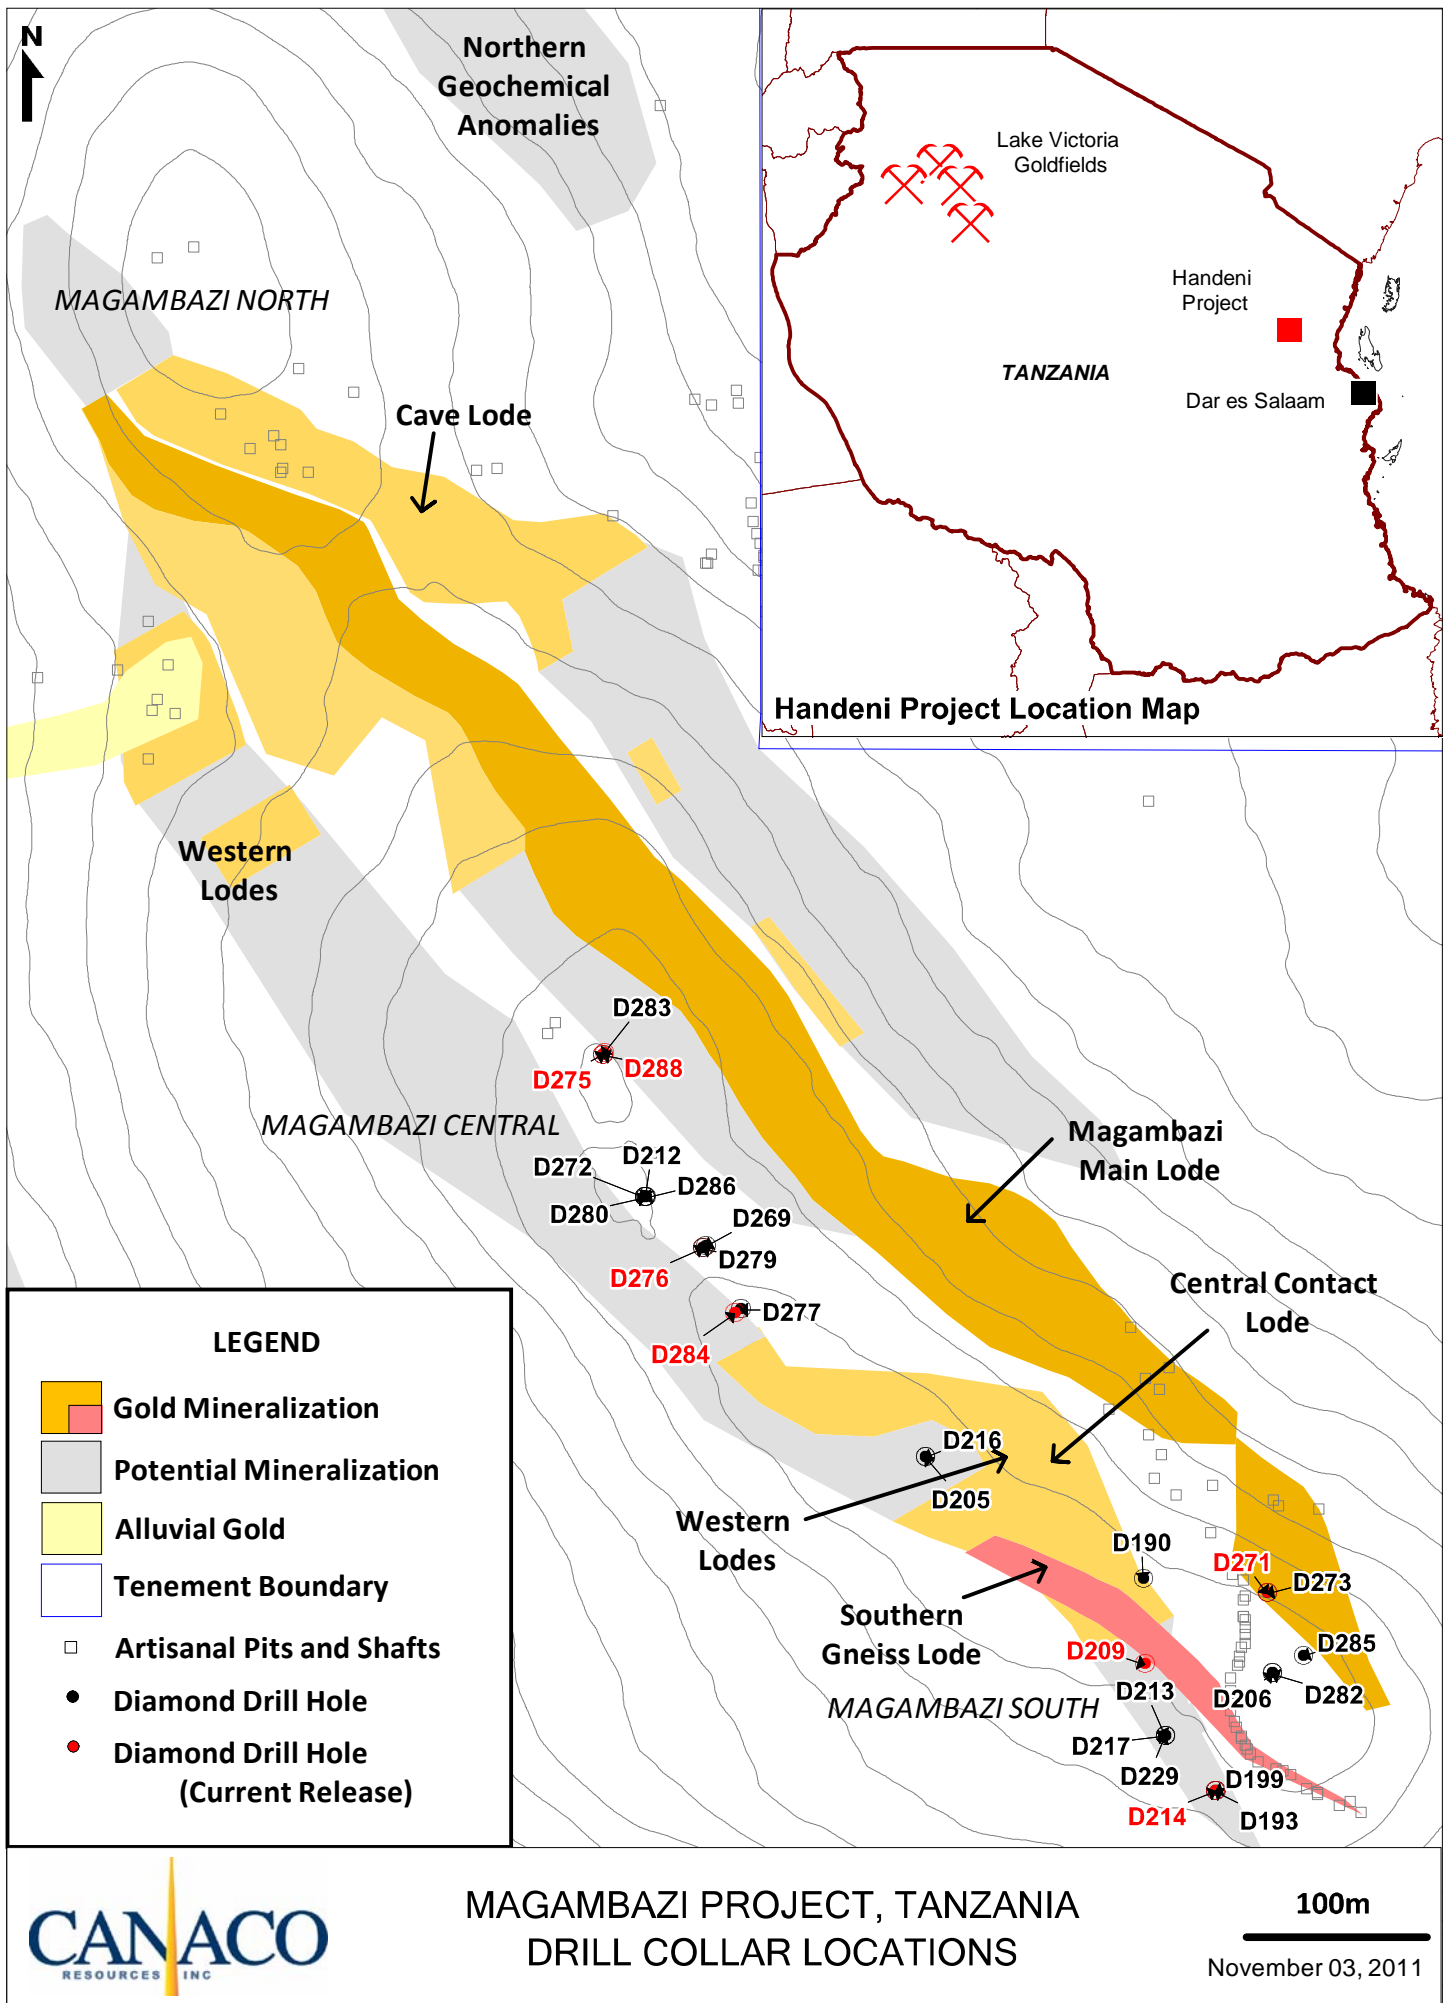 N
Northern
Geochemical
Anomalies
Lake Victoria
Goldfields
Handeni
Project
TANZANIA
Dar es Salaam
Handeni Project Location Map
MAGAMBAZI NORTH
Cave Lode
Western
Lodes
D283
D275
D288
MAGAMBAZI CENTRAL
Magambazi
Main Lode
D212
D272
D286
D280
D269
D279
D276
D277
D284
Central Contact
Lode
D216
D205
Western
Lodes
D190
D271
D273
Southern
Gneiss Lode
D209
D285
D213
D206
D282
MAGAMBAZI SOUTH
D217
D229
D199
D214
D193
LEGEND
Gold Mineralization
Potential Mineralization
Alluvial Gold
Tenement Boundary
Artisanal Pits and Shafts
Diamond Drill Hole
Diamond Drill Hole
(Current Release)
CANACO
RESOURCES INC
MAGAMBAZI PROJECT, TANZANIA
DRILL COLLAR LOCATIONS
100m
November 03, 2011